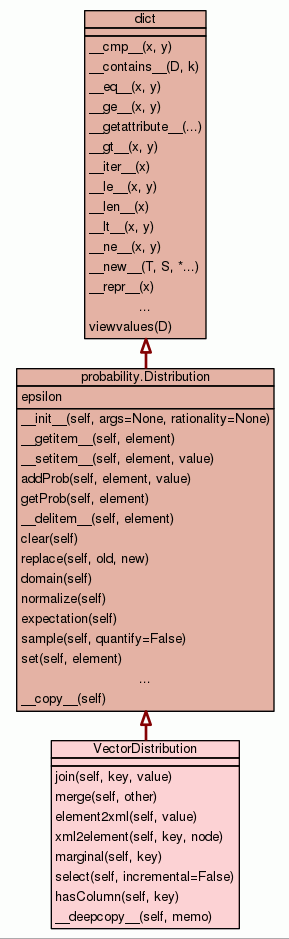 dict
__cmp__(x, y)
__contains__(D, k)
__eq__(x, y)
__ge__(x, y)
__getattribute__(...)
__gt__(x, y)
__iter__(x)
__le__(x, y)
__len__(x)
__lt__(x, y)
__ne__(x, y)
__new__(T, S, *...)
__repr__(x)
...
viewvalues(D)
probability.Distribution
epsilon
__init__(self, args=None, rationality=None)
__getitem__(self, element)
__setitem__(self, element, value)
addProb(self, element, value)
getProb(self, element)
__delitem__(self, element)
clear(self)
replace(self, old, new)
domain(self)
normalize(self)
expectation(self)
sample(self, quantify=False)
set(self, element)
...
__copy__(self)
VectorDistribution
join(self, key, value)
merge(self, other)
element2xml(self, value)
xml2element(self, key, node)
marginal(self, key)
select(self, incremental=False)
hasColumn(self, key)
__deepcopy__(self, memo)